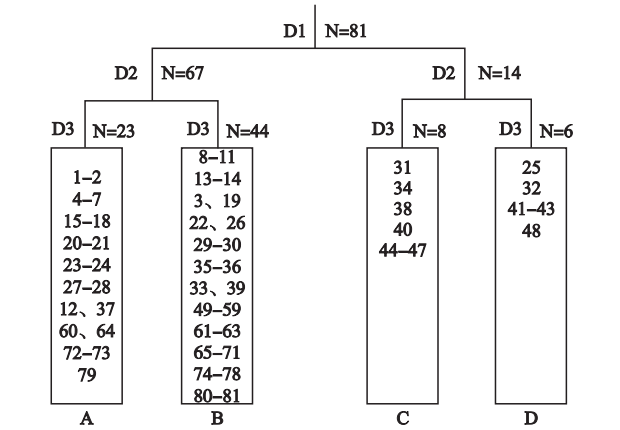 D1 N=81
D2 N=67
D2 N=14
D3 N=23
D3 N=44
D3 N=8
D3 N=6
1–2
4–7
15–18
20–21
23–24
27–28
12、37
60、64
72–73
79
8–11
13–14
3、19
22、26
29–30
35–36
33、39
49–59
61–63
65–71
74–78
80–81
31
34
38
40
44–47
25
32
41–43
48
A
B
C
D